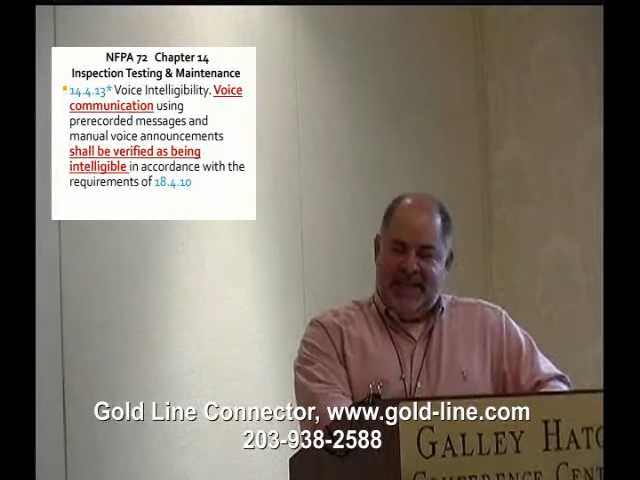 NFPA 72 Chapter 14
Inspection Testing & Maintenance
14.4.13* Voice Intelligibility. Voice
communication using
prerecorded messages and
manual voice announcements
shall be verified as being
intelligible in accordance with the
requirements of 18.4.10
Gold Line Connector, www.gold-line.com
203-938-2588
GALLEY HATC
CONFERENCE CENT